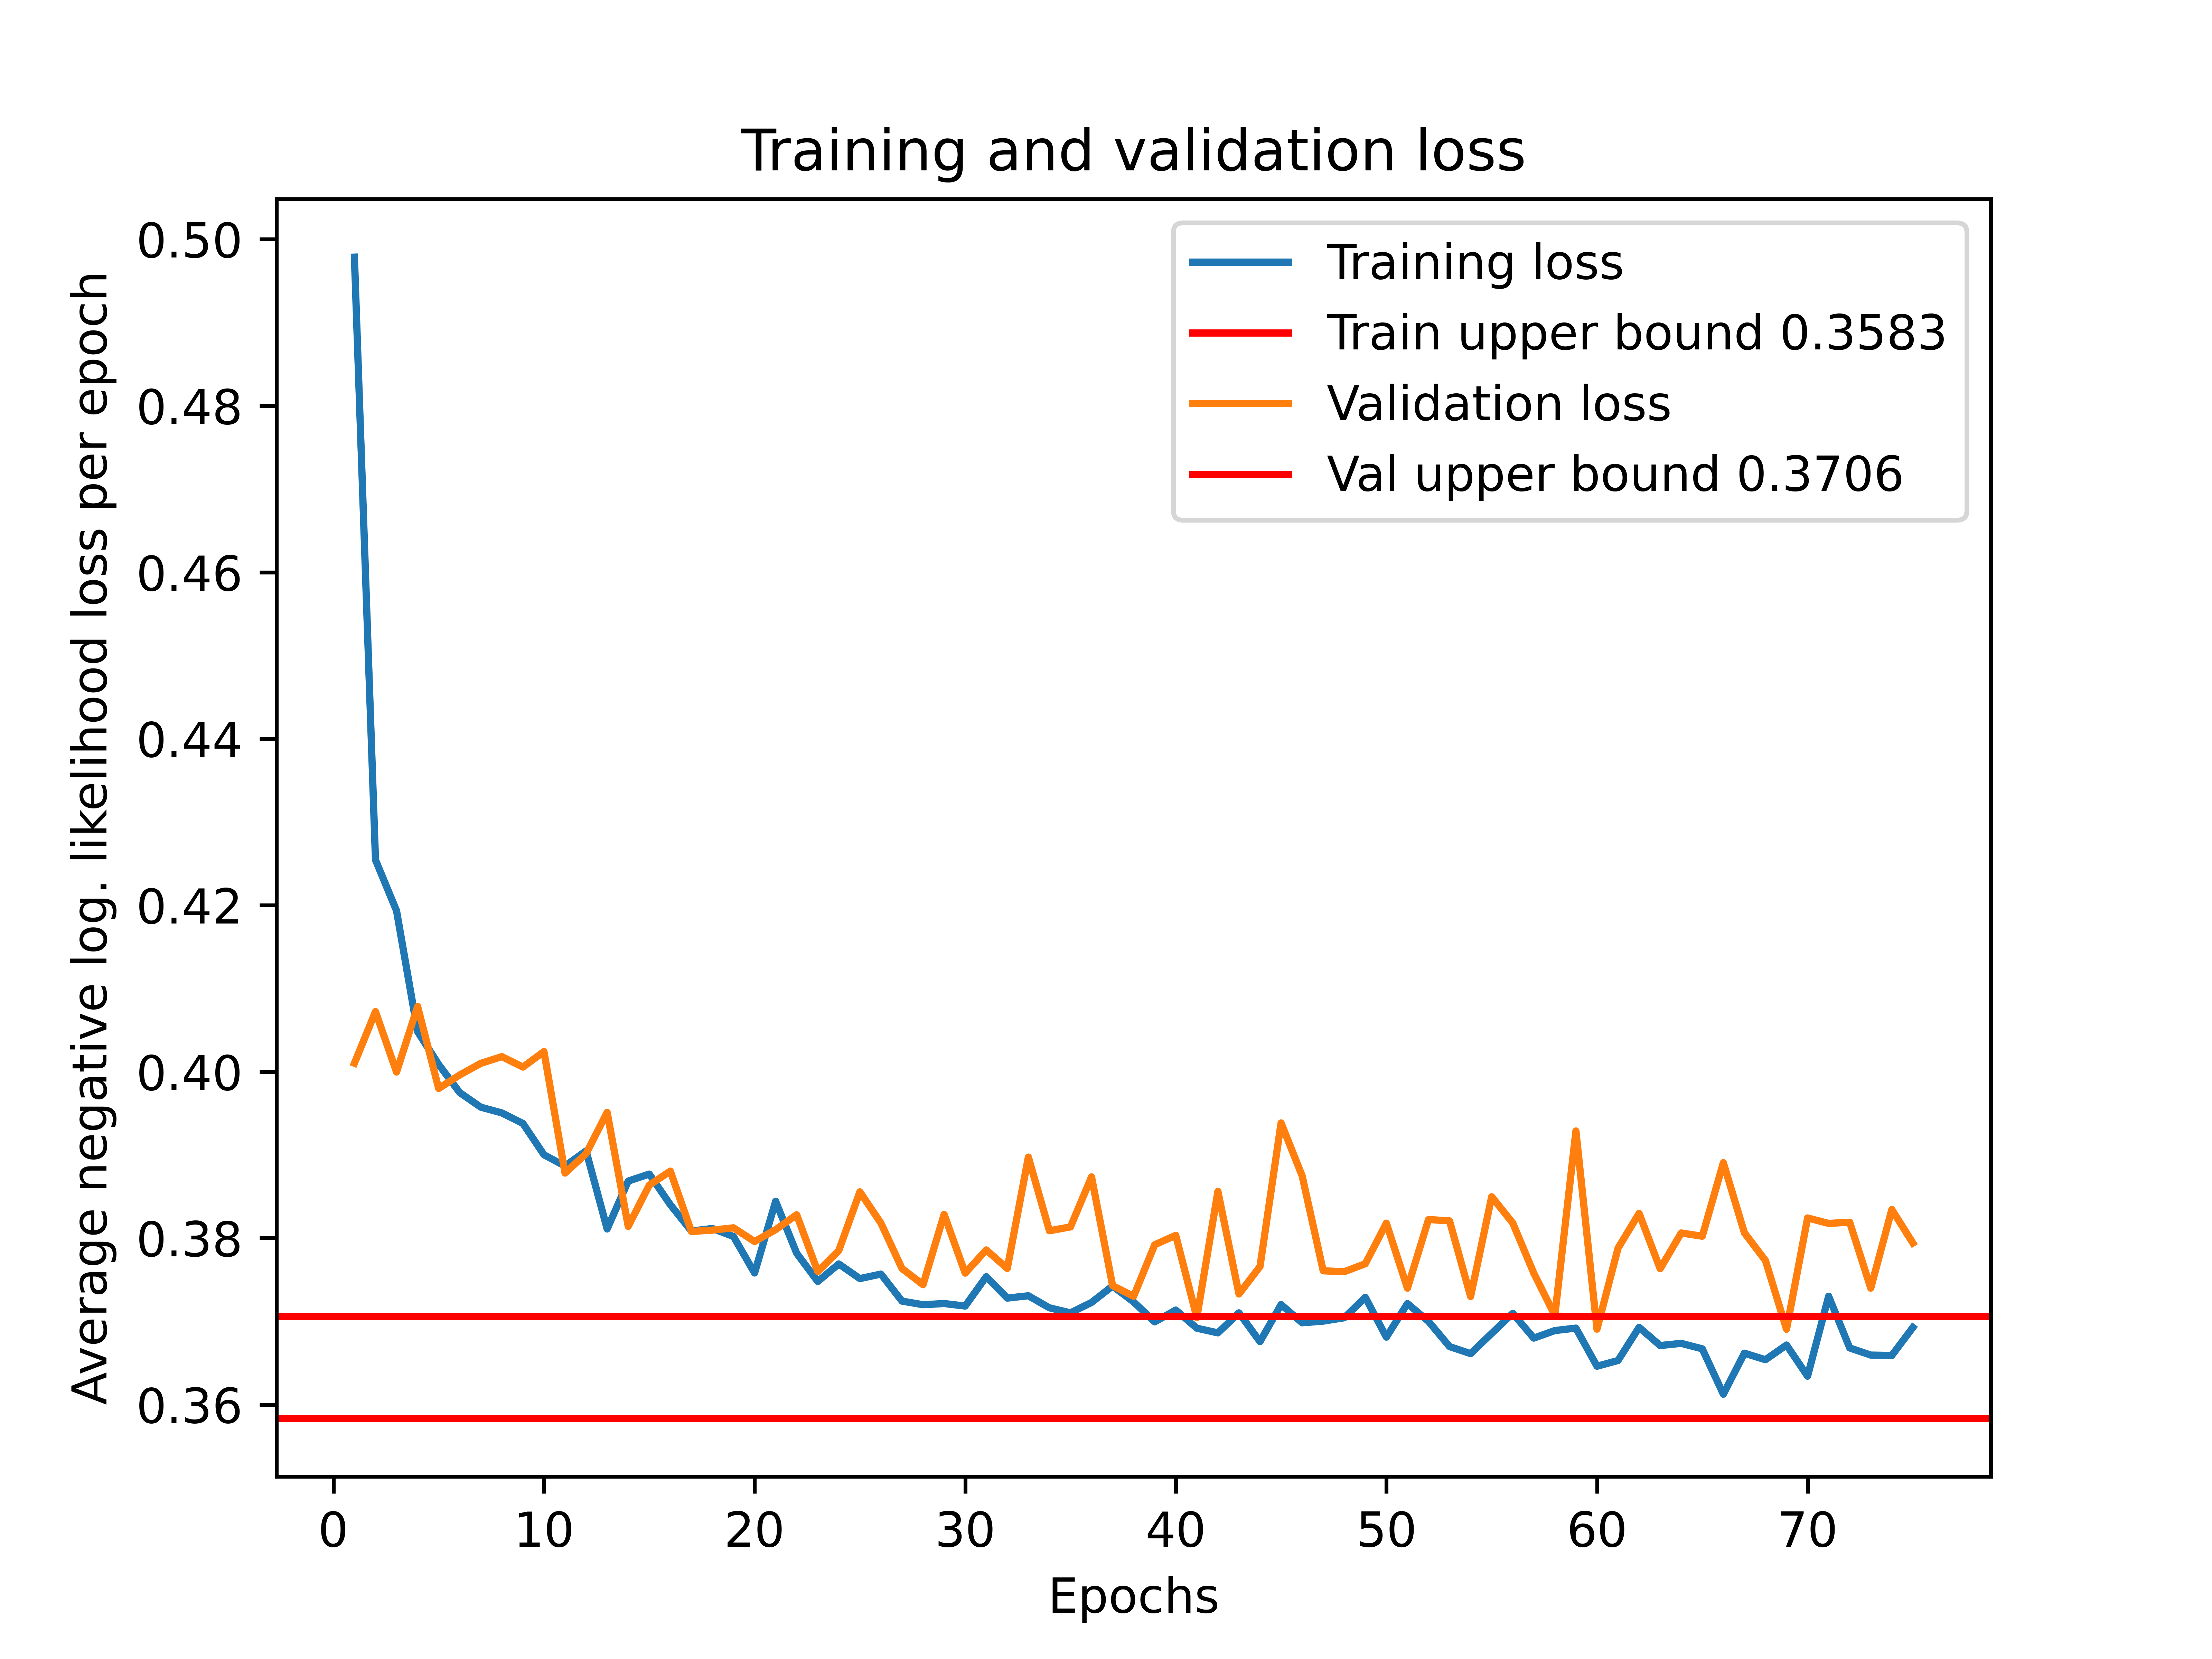 Training and validation loss
Average negative log. likelihood loss per epoch
0.50
0.48
0.46
0.44
0.42
0.40
0.38
0.36
Training loss
Train upper bound 0.3583
Validation loss
Val upper bound 0.3706
0 10 20 30 40 50 60 70
Epochs